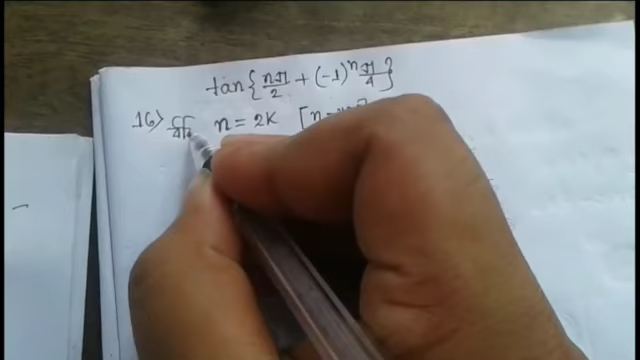 tan{nπ/2 + (-1)ⁿ π/4}
16> n = 2K [n